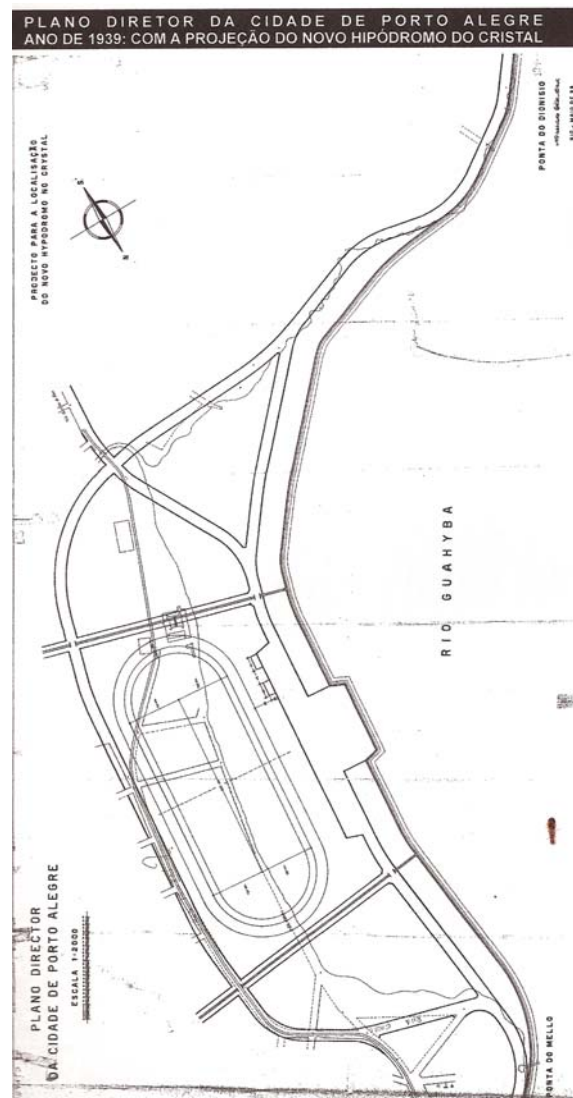 PLANO DIRETOR DA CIDADE DE PORTO ALEGRE
ANO DE 1939: COM A PROJEÇÃO DO NOVO HIPÓDROMO DO CRISTAL
PROJECTO PARA A LOCALISAÇÃO
DO NOVO HYPODROMO NO CRYSTAL
S
N
PONTA DO DIONISIO
RIO GUAHYBA
PLANO DIRECTOR
DA CIDADE DE PORTO ALEGRE
ESCALA 1=2000
PONTA DO MELLO